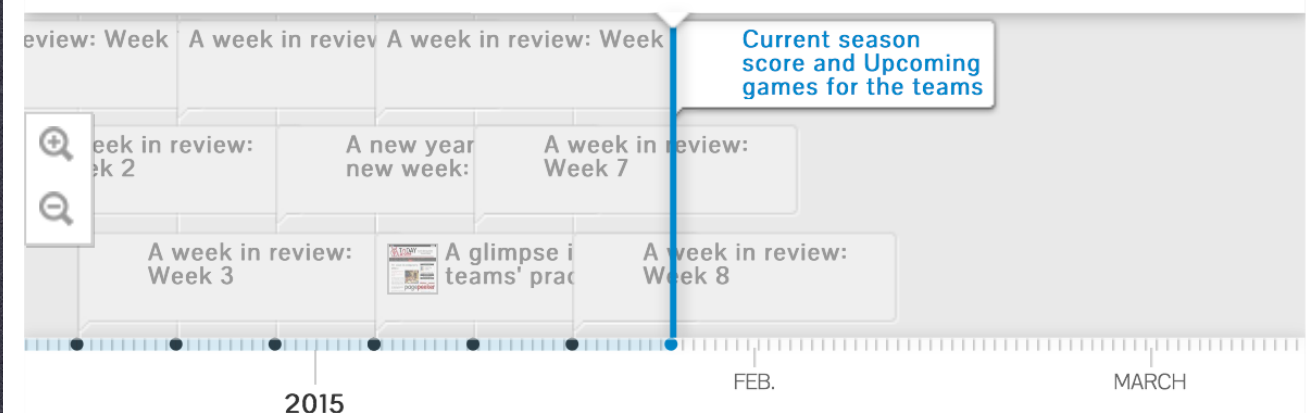 eview: Week
A week in review
A week in review: Week
Current season
score and Upcoming
games for the teams
eek in review:
ek 2
A new year
new week:
A week in review:
Week 7
A week in review:
Week 3
A glimpse i
teams' prac
A week in review:
Week 8
2015
FEB.
MARCH